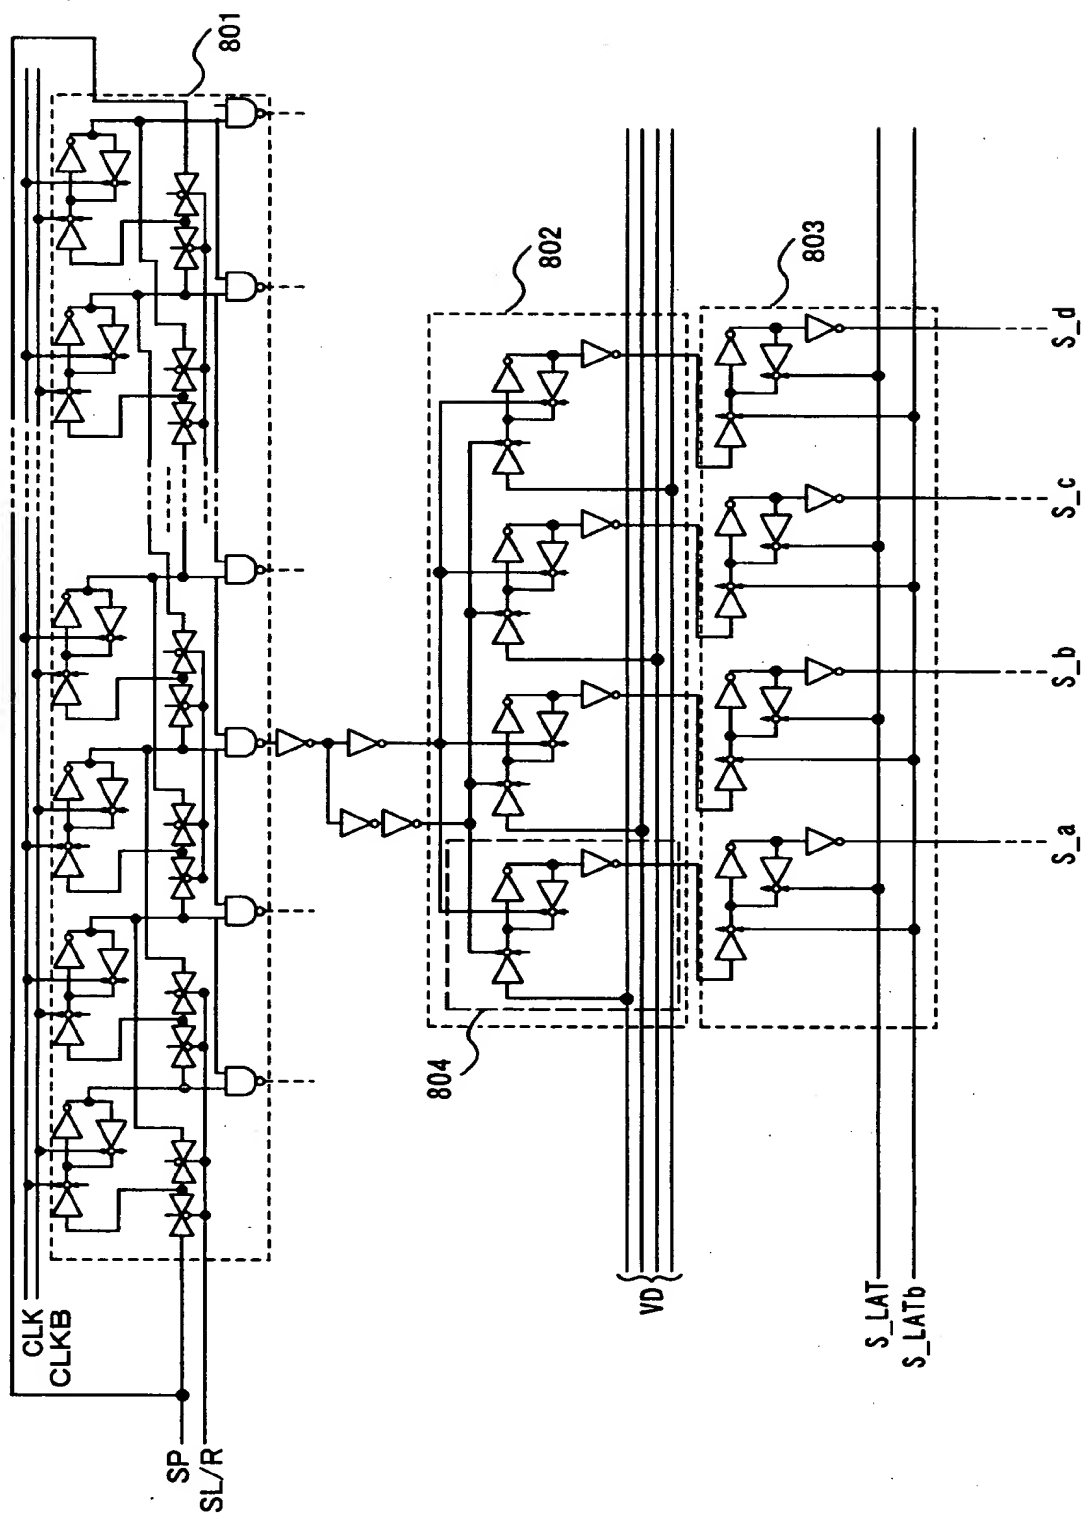 801
CLK
CLKB
SP
SL/R
802
804
VD
803
S_LAT
S_LATb
S_a
S_b
S_c
S_d